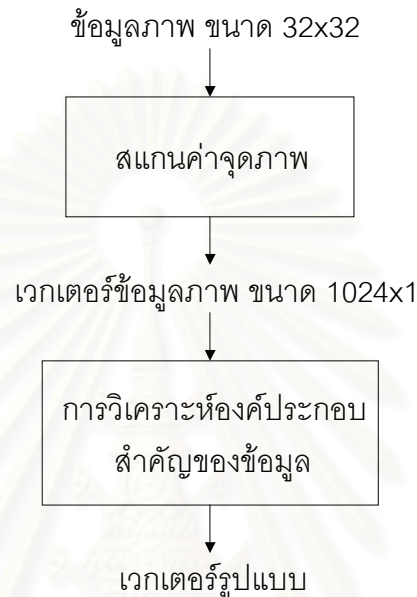 ข้อมูลภาพ ขนาด 32x32
สแกนค่าจุดภาพ
เวกเตอร์ข้อมูลภาพ ขนาด 1024x1
การวิเคราะห์องค์ประกอบ
สำคัญของข้อมูล
เวกเตอร์รูปแบบ